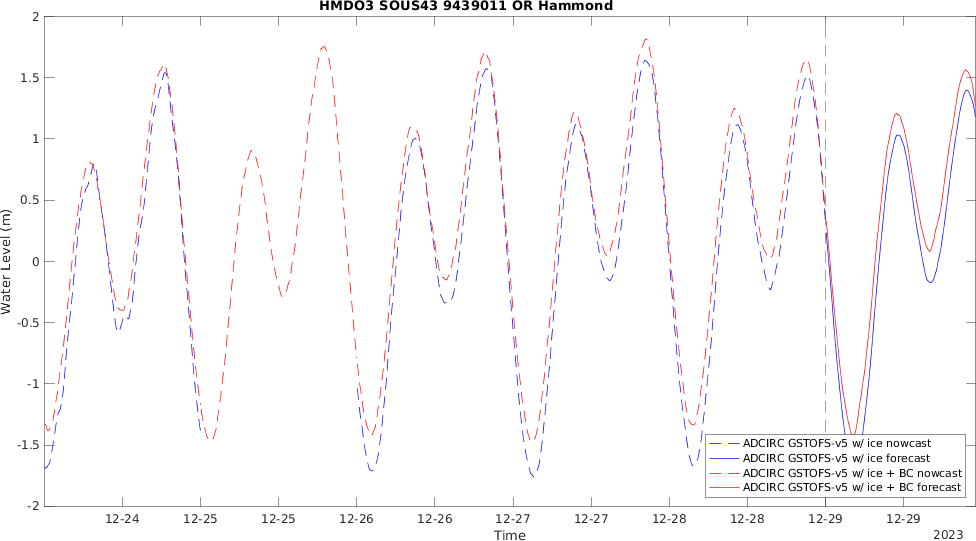 HMDO3 SOUS43 9439011 OR Hammond
2
1.5
1
0.5
0
-0.5
-1
-1.5
-2
Water Level (m)
ADCIRC GSTOFS-v5 w/ ice nowcast
ADCIRC GSTOFS-v5 w/ ice forecast
ADCIRC GSTOFS-v5 w/ ice + BC nowcast
ADCIRC GSTOFS-v5 w/ ice + BC forecast
12-24 12-25 12-25 12-26 12-26 12-27 12-27 12-28 12-28 12-29 12-29
Time
2023